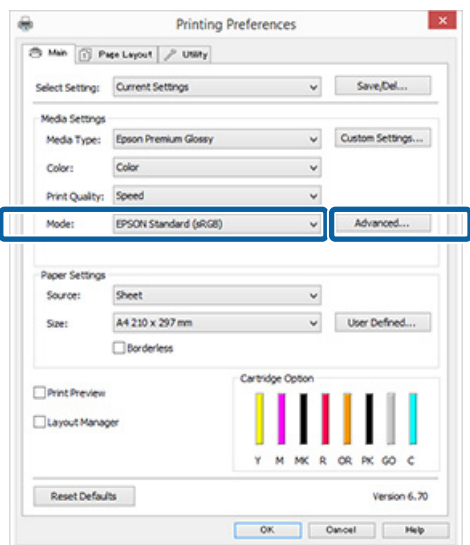 Printing Preferences
Main Page Layout Utility
Select Setting: Current Settings Save/Del...
Media Settings
Media Type: Epson Premium Glossy Custom Settings...
Color: Color
Print Quality: Speed
Mode: EPSON Standard (sRGB) Advanced...
Paper Settings
Source: Sheet
Size: A4 210 x 297 mm User Defined...
Borderless
Print Preview
Layout Manager
Cartridge Option
Y M MK R OR PK GO C
Reset Defaults Version 6.70
OK Cancel Help